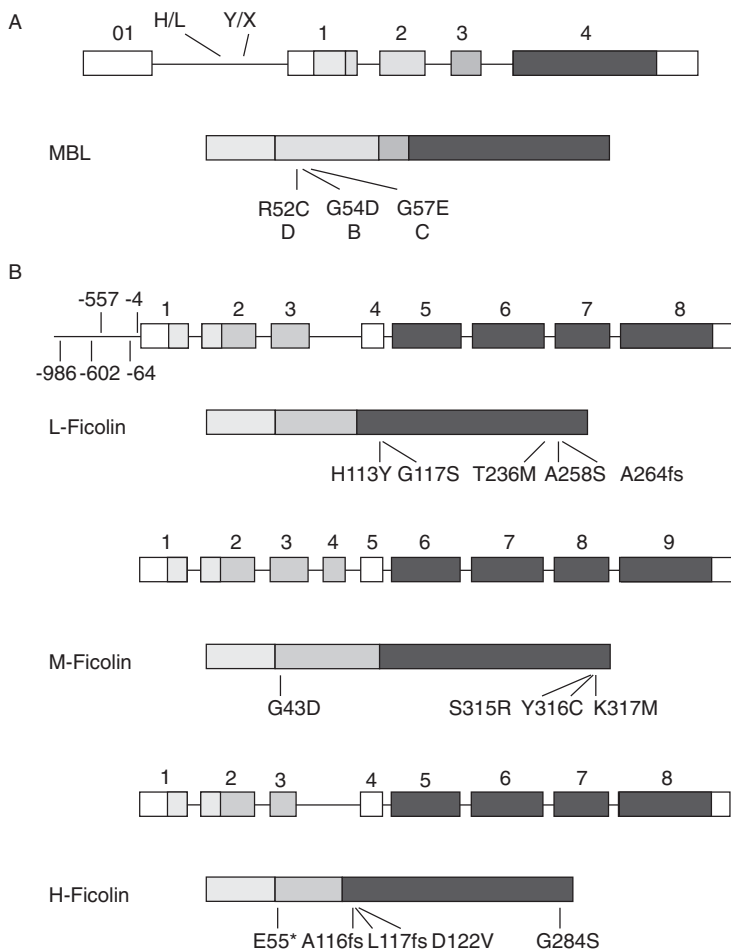 A
H/L Y/X
01 1 2 3 4
MBL
R52C G54D G57E
D B C
B
-557 -4
1 2 3 4 5 6 7 8
-986 -602 -64
L-Ficolin
H113Y G117S T236M A258S A264fs
1 2 3 4 5 6 7 8 9
M-Ficolin
G43D S315R Y316C K317M
1 2 3 4 5 6 7 8
H-Ficolin
E55* A116fs L117fs D122V G284S